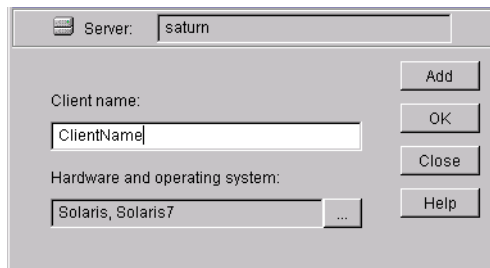 Server: saturn
Add
Client name:
OK
ClientName
Close
Hardware and operating system:
Help
Solaris, Solaris7 ...